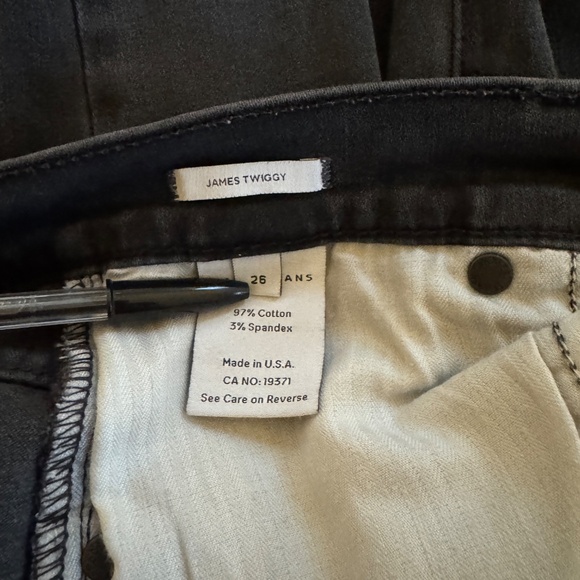 JAMES TWIGGY
26
ANS
97% Cotton
3% Spandex
Made in U.S.A.
CA NO: 19371
See Care on Reverse